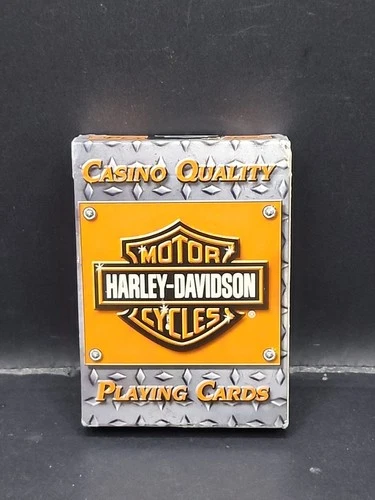 CASINO QUALITY
MOTOR
HARLEY-DAVIDSON
CYCLES ®
PLAYING CARDS